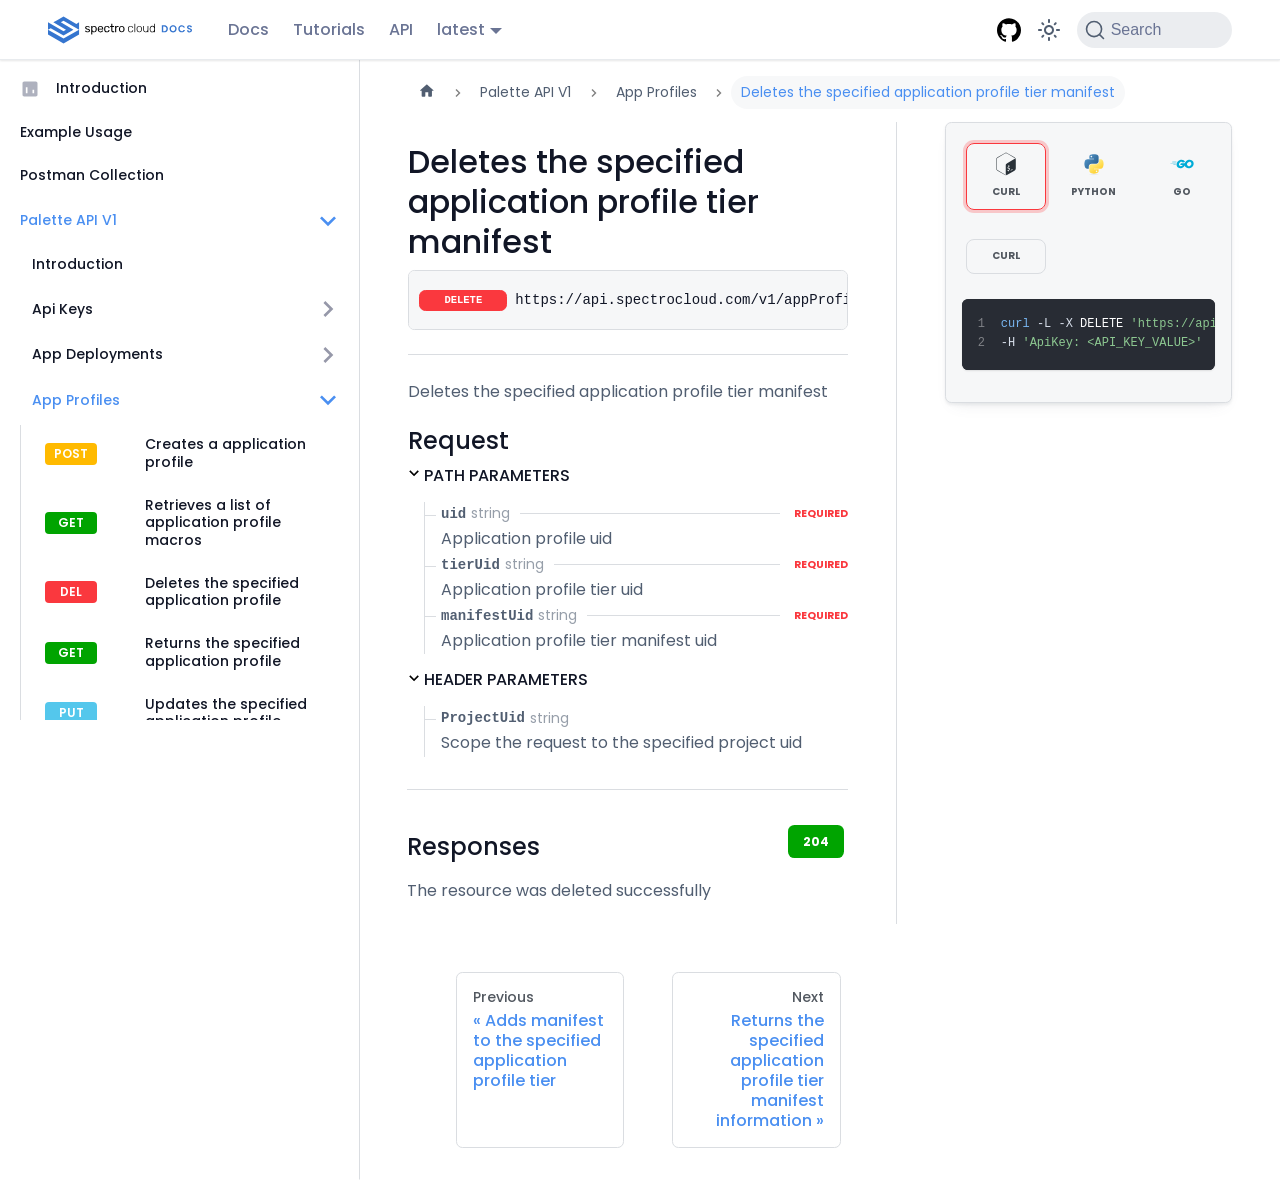 spectro cloud DOCS
Docs
Tutorials
API
latest
Search
Introduction
Example Usage
Postman Collection
Palette API V1
Introduction
Api Keys
App Deployments
App Profiles
POST
Creates a application
profile
GET
Retrieves a list of
application profile
macros
DEL
Deletes the specified
application profile
GET
Returns the specified
application profile
PUT
Updates the specified
application profile
Palette API V1
App Profiles
Deletes the specified application profile tier manifest
Deletes the specified
application profile tier
manifest
DELETE https://api.spectrocloud.com/v1/appProfi
Deletes the specified application profile tier manifest
Request
PATH PARAMETERS
uid string REQUIRED
Application profile uid
tierUid string REQUIRED
Application profile tier uid
manifestUid string REQUIRED
Application profile tier manifest uid
HEADER PARAMETERS
ProjectUid string
Scope the request to the specified project uid
Responses
204
The resource was deleted successfully
CURL
PYTHON
GO
CURL
1 curl -L -X DELETE 'https://api
2 -H 'ApiKey: <API_KEY_VALUE>'
Previous
« Adds manifest
to the specified
application
profile tier
Next
Returns the
specified
application
profile tier
manifest
information »